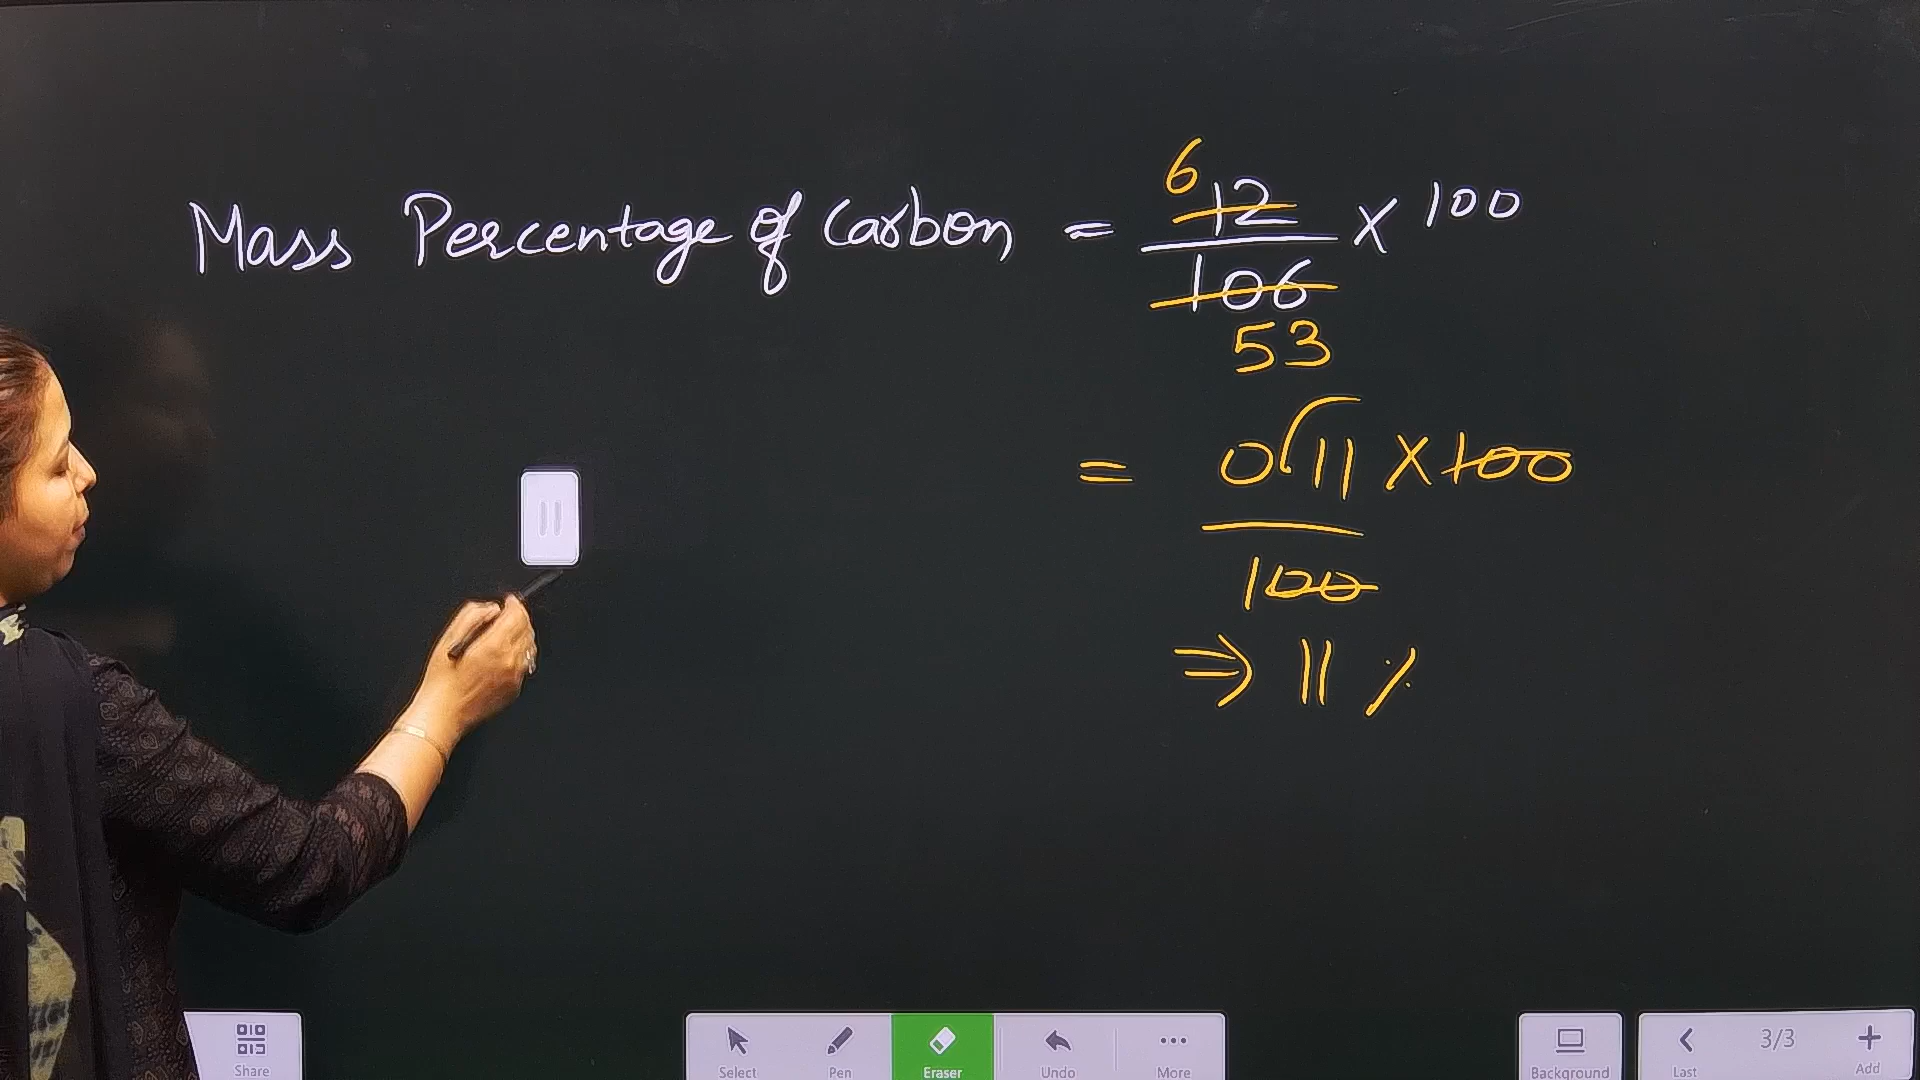 6
Mass Percentage of Carbon = 12/106 × 100
53
= 0.11 × 100
100
⇒ 11 %
Share
Select Pen Eraser Undo More
Background
Last 3/3 Add